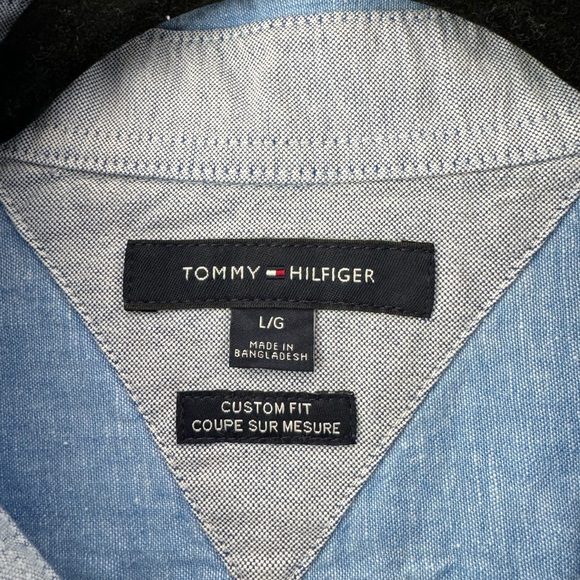 TOMMY HILFIGER
L/G
MADE IN
BANGLADESH
CUSTOM FIT
COUPE SUR MESURE